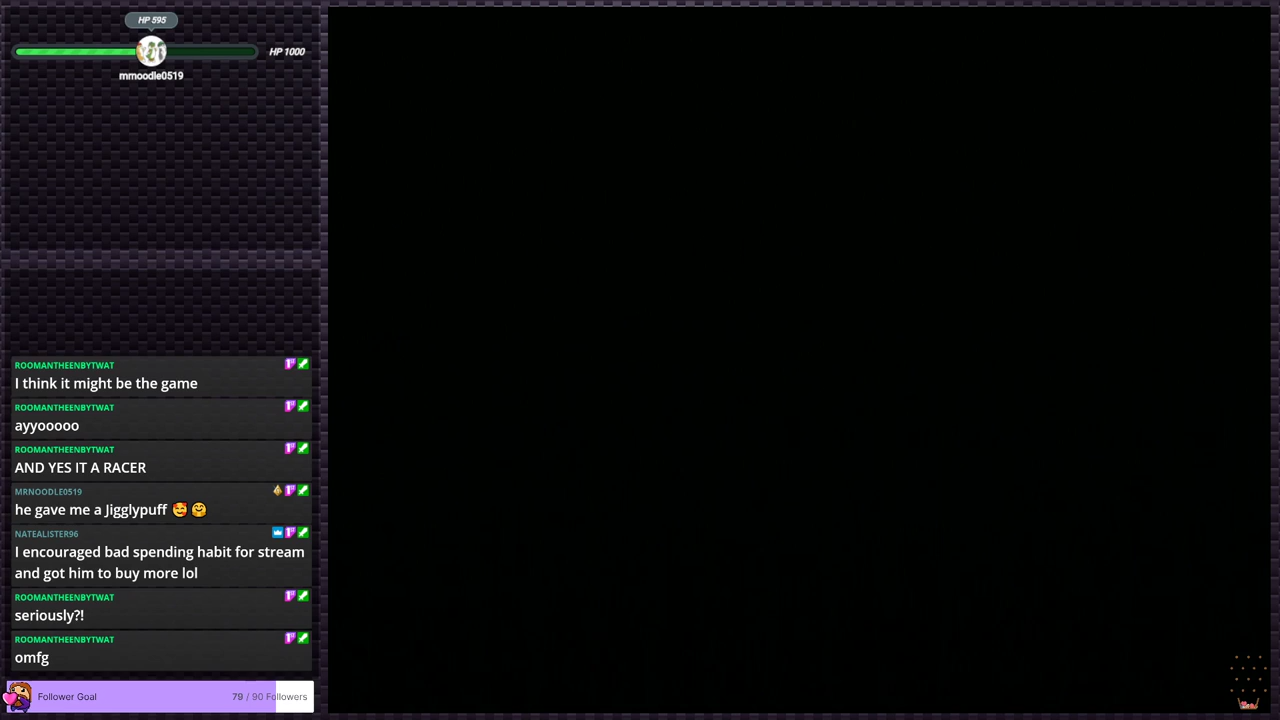 HP 595
HP 1000
mrnoodle0519
ROOMANTHEENBYTWAT
I think it might be the game
ROOMANTHEENBYTWAT
ayyooooo
ROOMANTHEENBYTWAT
AND YES IT A RACER
MRNOODLE0519
he gave me a Jigglypuff 🥰 🤗
NATEALISTER96
I encouraged bad spending habit for stream
and got him to buy more lol
ROOMANTHEENBYTWAT
seriously?!
ROOMANTHEENBYTWAT
omfg
Follower Goal
79 / 90 Followers